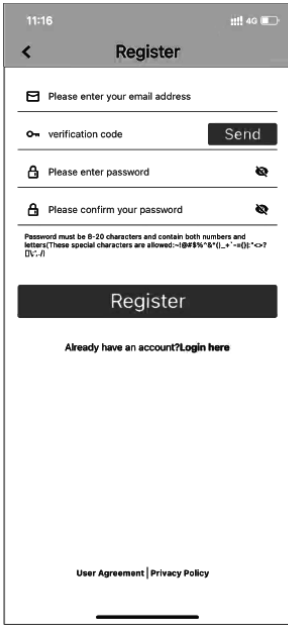 11:16
4G
Register
Please enter your email address
verification code
Send
Please enter password
Please confirm your password
Password must be 8-20 characters and contain both numbers and
letters(These special characters are allowed:~!@#$%^&*()_+`-={}|:"<>?
Register
Already have an account?Login here
User Agreement | Privacy Policy